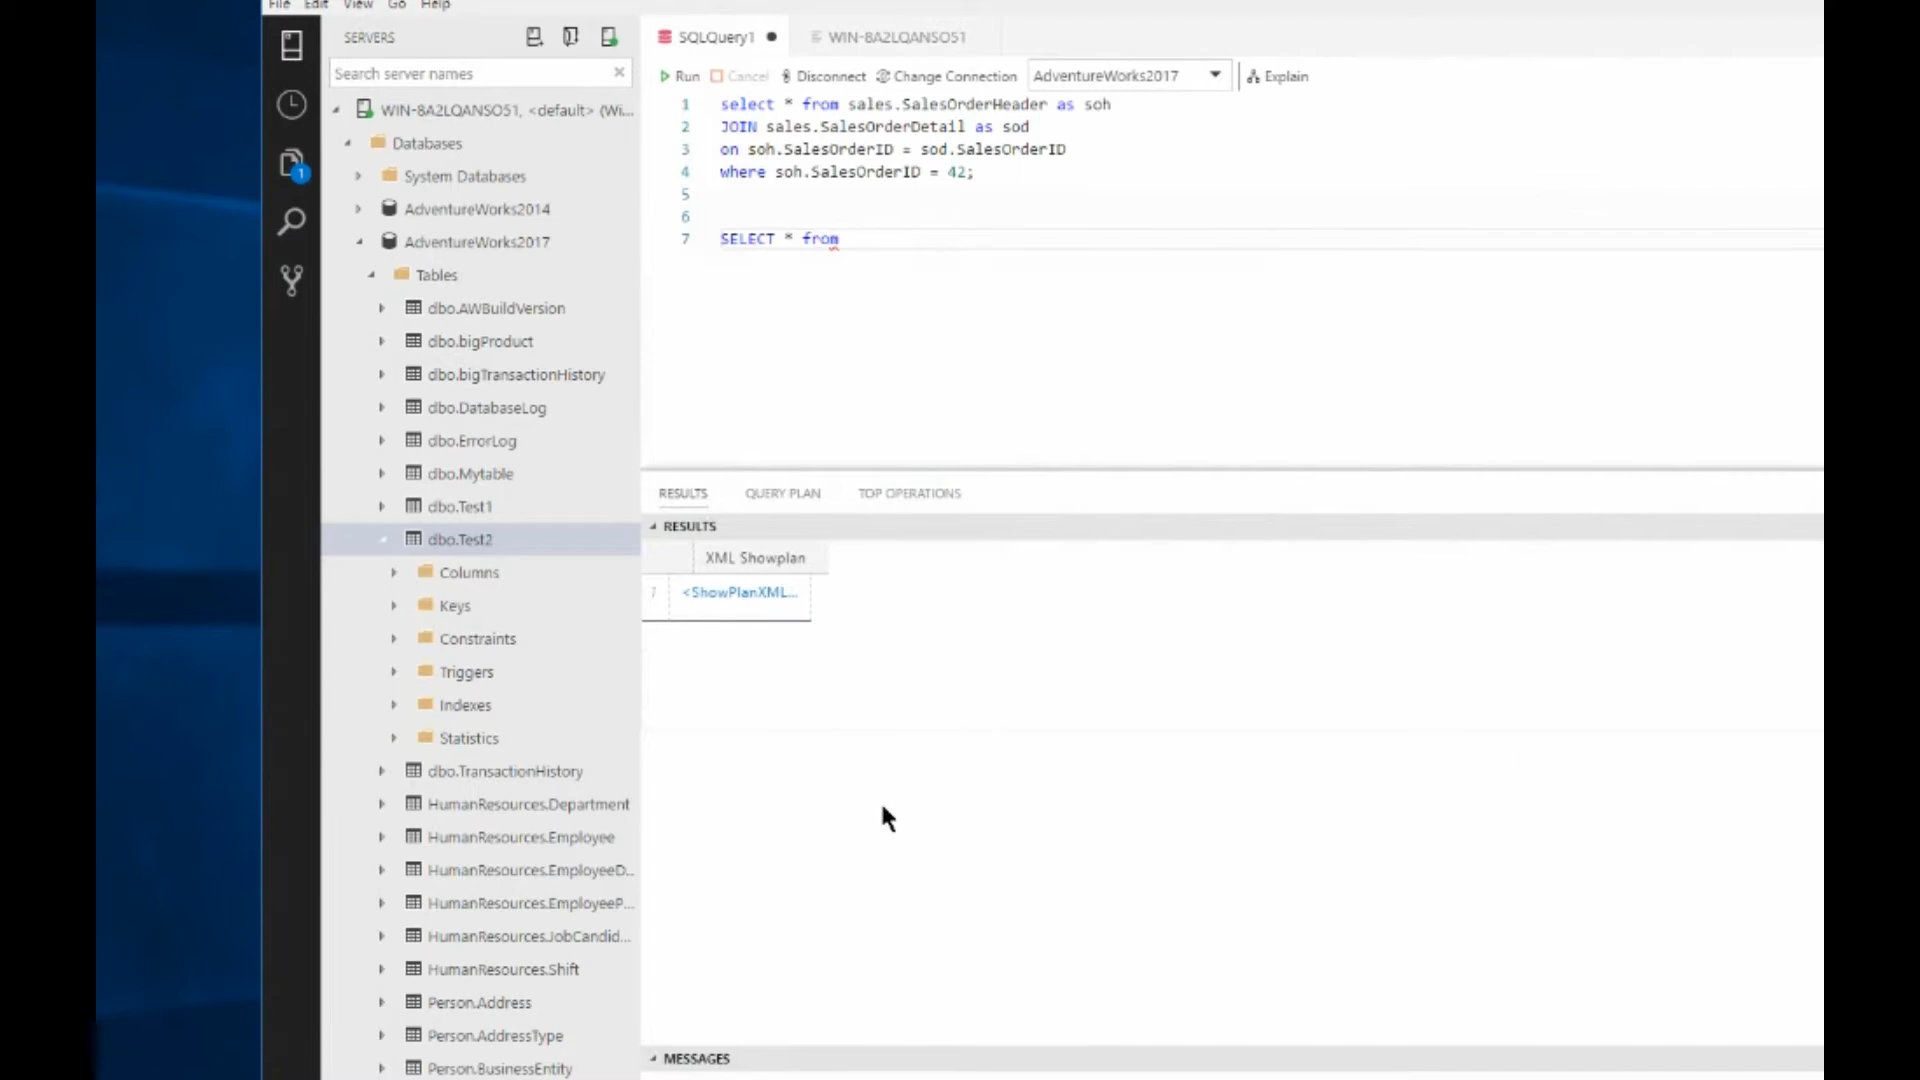 File Edit View Go Help
SERVERS
Search server names
WIN-8A2LQANSO51, <default> (Wi...
Databases
System Databases
AdventureWorks2014
AdventureWorks2017
Tables
dbo.AWBuildVersion
dbo.bigProduct
dbo.bigTransactionHistory
dbo.DatabaseLog
dbo.ErrorLog
dbo.Mytable
dbo.Test1
dbo.Test2
Columns
Keys
Constraints
Triggers
Indexes
Statistics
dbo.TransactionHistory
HumanResources.Department
HumanResources.Employee
HumanResources.EmployeeD...
HumanResources.EmployeeP...
HumanResources.JobCandid...
HumanResources.Shift
Person.Address
Person.AddressType
Person.BusinessEntity
1
SQLQuery1 WIN-8A2LQANSO51
Run Cancel Disconnect Change Connection AdventureWorks2017 Explain
1 select * from sales.SalesOrderHeader as soh
2 JOIN sales.SalesOrderDetail as sod
3 on soh.SalesOrderID = sod.SalesOrderID
4 where soh.SalesOrderID = 42;
5
6
7 SELECT * from
RESULTS QUERY PLAN TOP OPERATIONS
RESULTS
XML Showplan
1 <ShowPlanXML...
MESSAGES